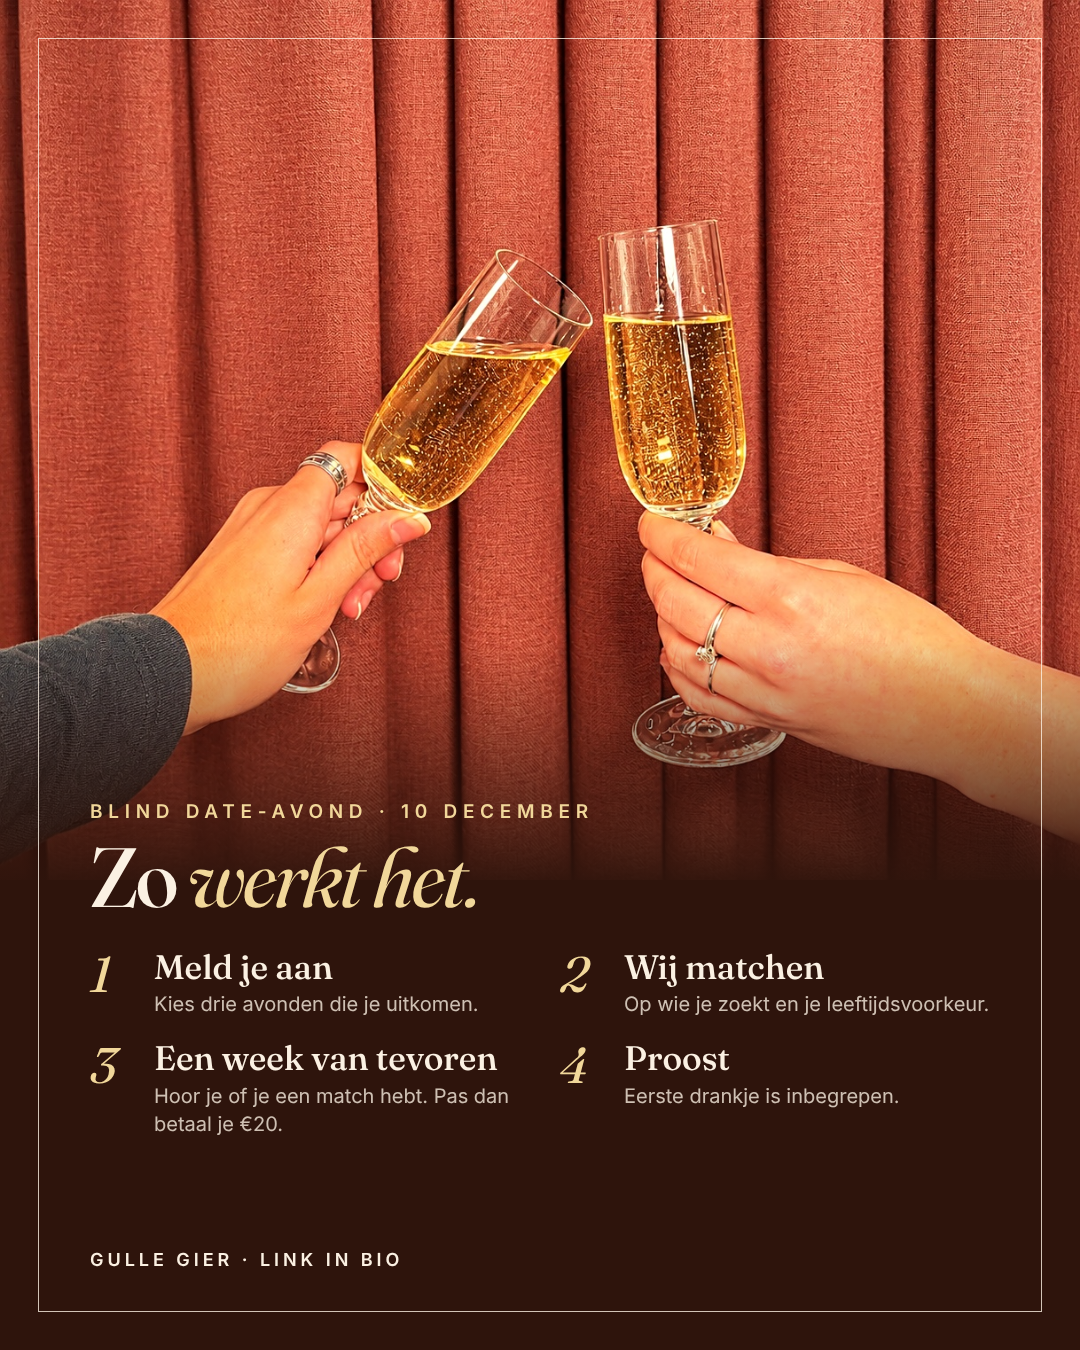 BLIND DATE-AVOND · 10 DECEMBER
Zo werkt het.
1 Meld je aan
Kies drie avonden die je uitkomen.
2 Wij matchen
Op wie je zoekt en je leeftijdsvoorkeur.
3 Een week van tevoren
Hoor je of je een match hebt. Pas dan
betaal je €20.
4 Proost
Eerste drankje is inbegrepen.
GULLE GIER · LINK IN BIO